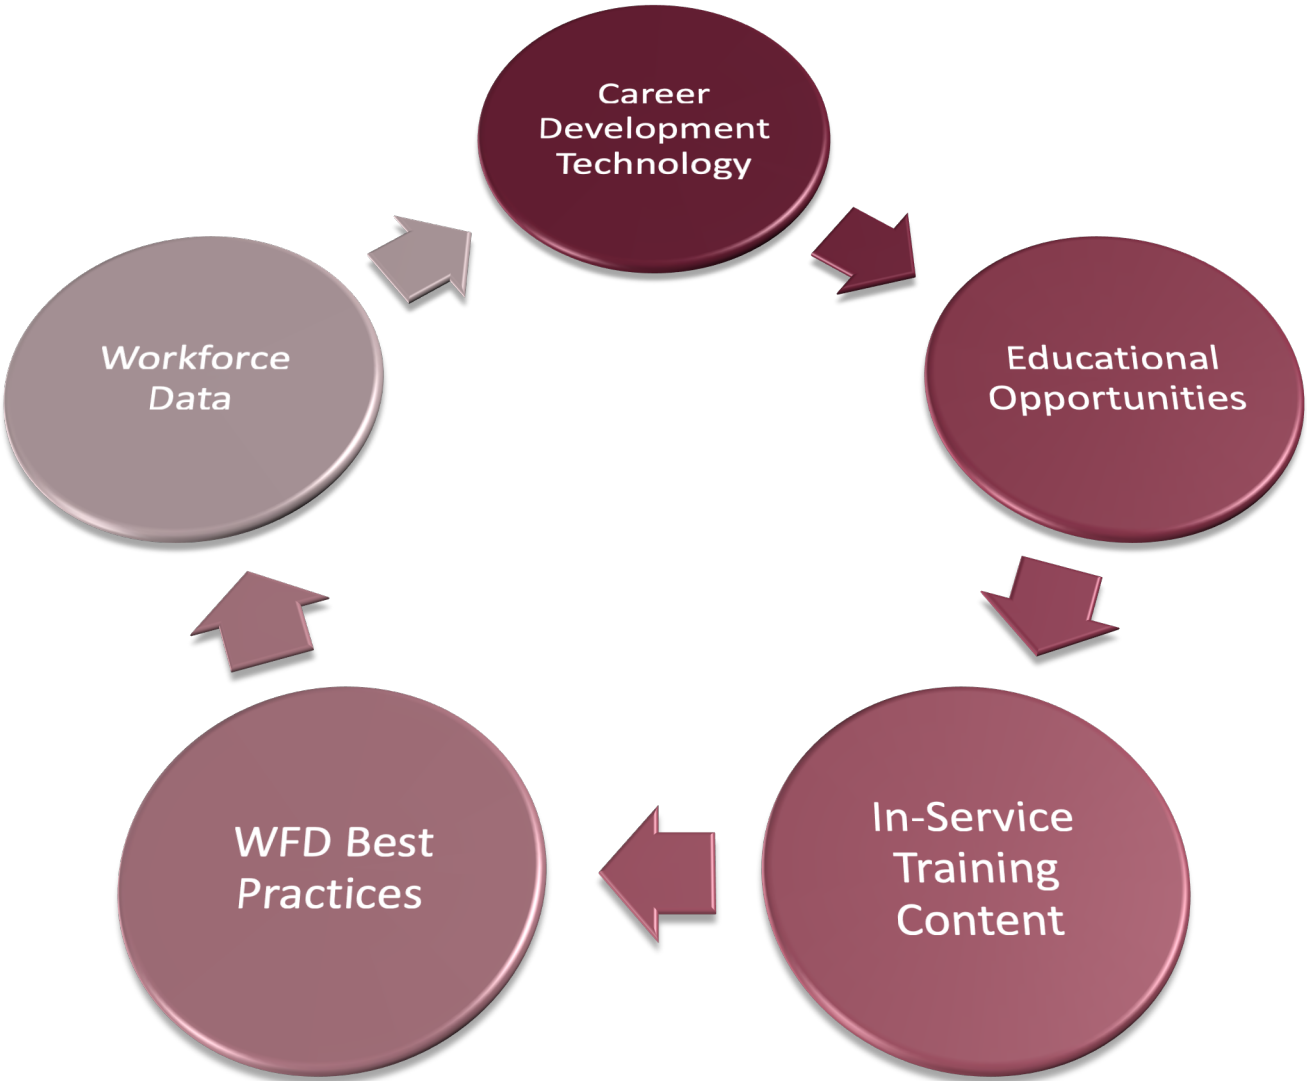 Career
Development
Technology
Educational
Opportunities
In-Service
Training
Content
WFD Best
Practices
Workforce
Data